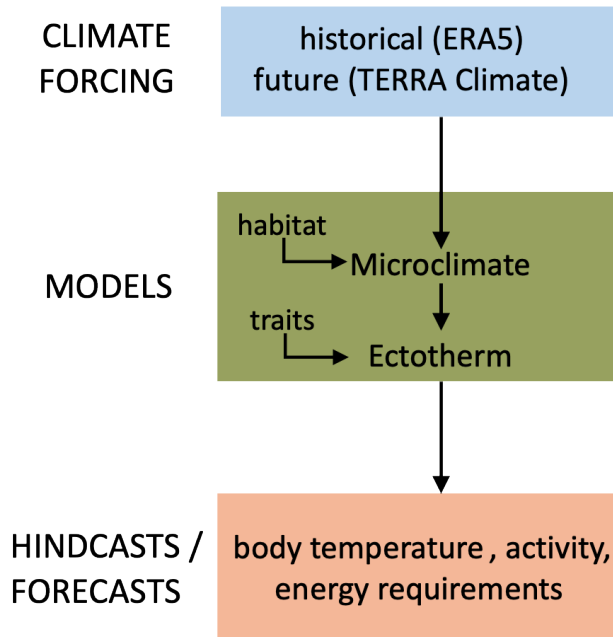 CLIMATE
FORCING
historical (ERA5)
future (TERRA Climate)
MODELS
habitat
Microclimate
traits
Ectotherm
HINDCASTS /
FORECASTS
body temperature , activity,
energy requirements